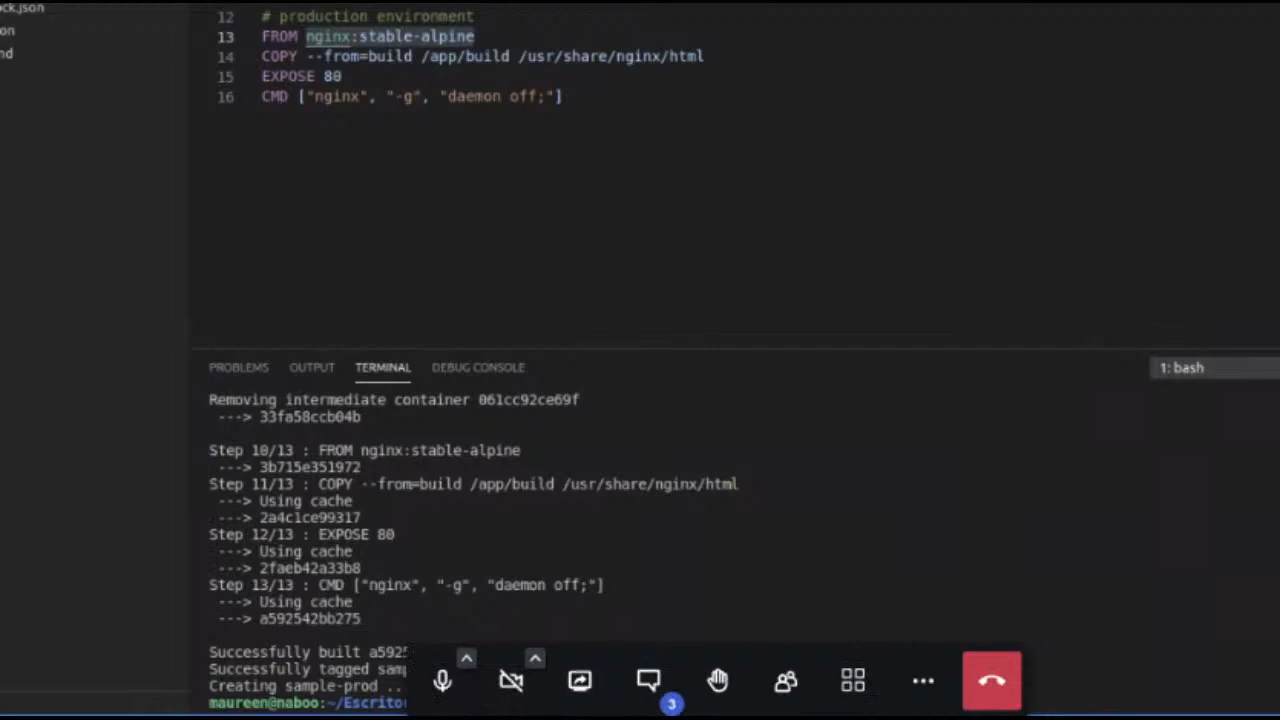 ck.json
on
nd
12 # production environment
13 FROM nginx:stable-alpine
14 COPY --from=build /app/build /usr/share/nginx/html
15 EXPOSE 80
16 CMD ["nginx", "-g", "daemon off;"]
PROBLEMS OUTPUT TERMINAL DEBUG CONSOLE 1: bash
Removing intermediate container 061cc92ce69f
---> 33fa58ccb04b
Step 10/13 : FROM nginx:stable-alpine
---> 3b715e351972
Step 11/13 : COPY --from=build /app/build /usr/share/nginx/html
---> Using cache
---> 2a4c1ce99317
Step 12/13 : EXPOSE 80
---> Using cache
---> 2faeb42a33b8
Step 13/13 : CMD ["nginx", "-g", "daemon off;"]
---> Using cache
---> a592542bb275
Successfully built a5925
Successfully tagged sam
Creating sample-prod ..
maureen@naboo:~/Escrito
3